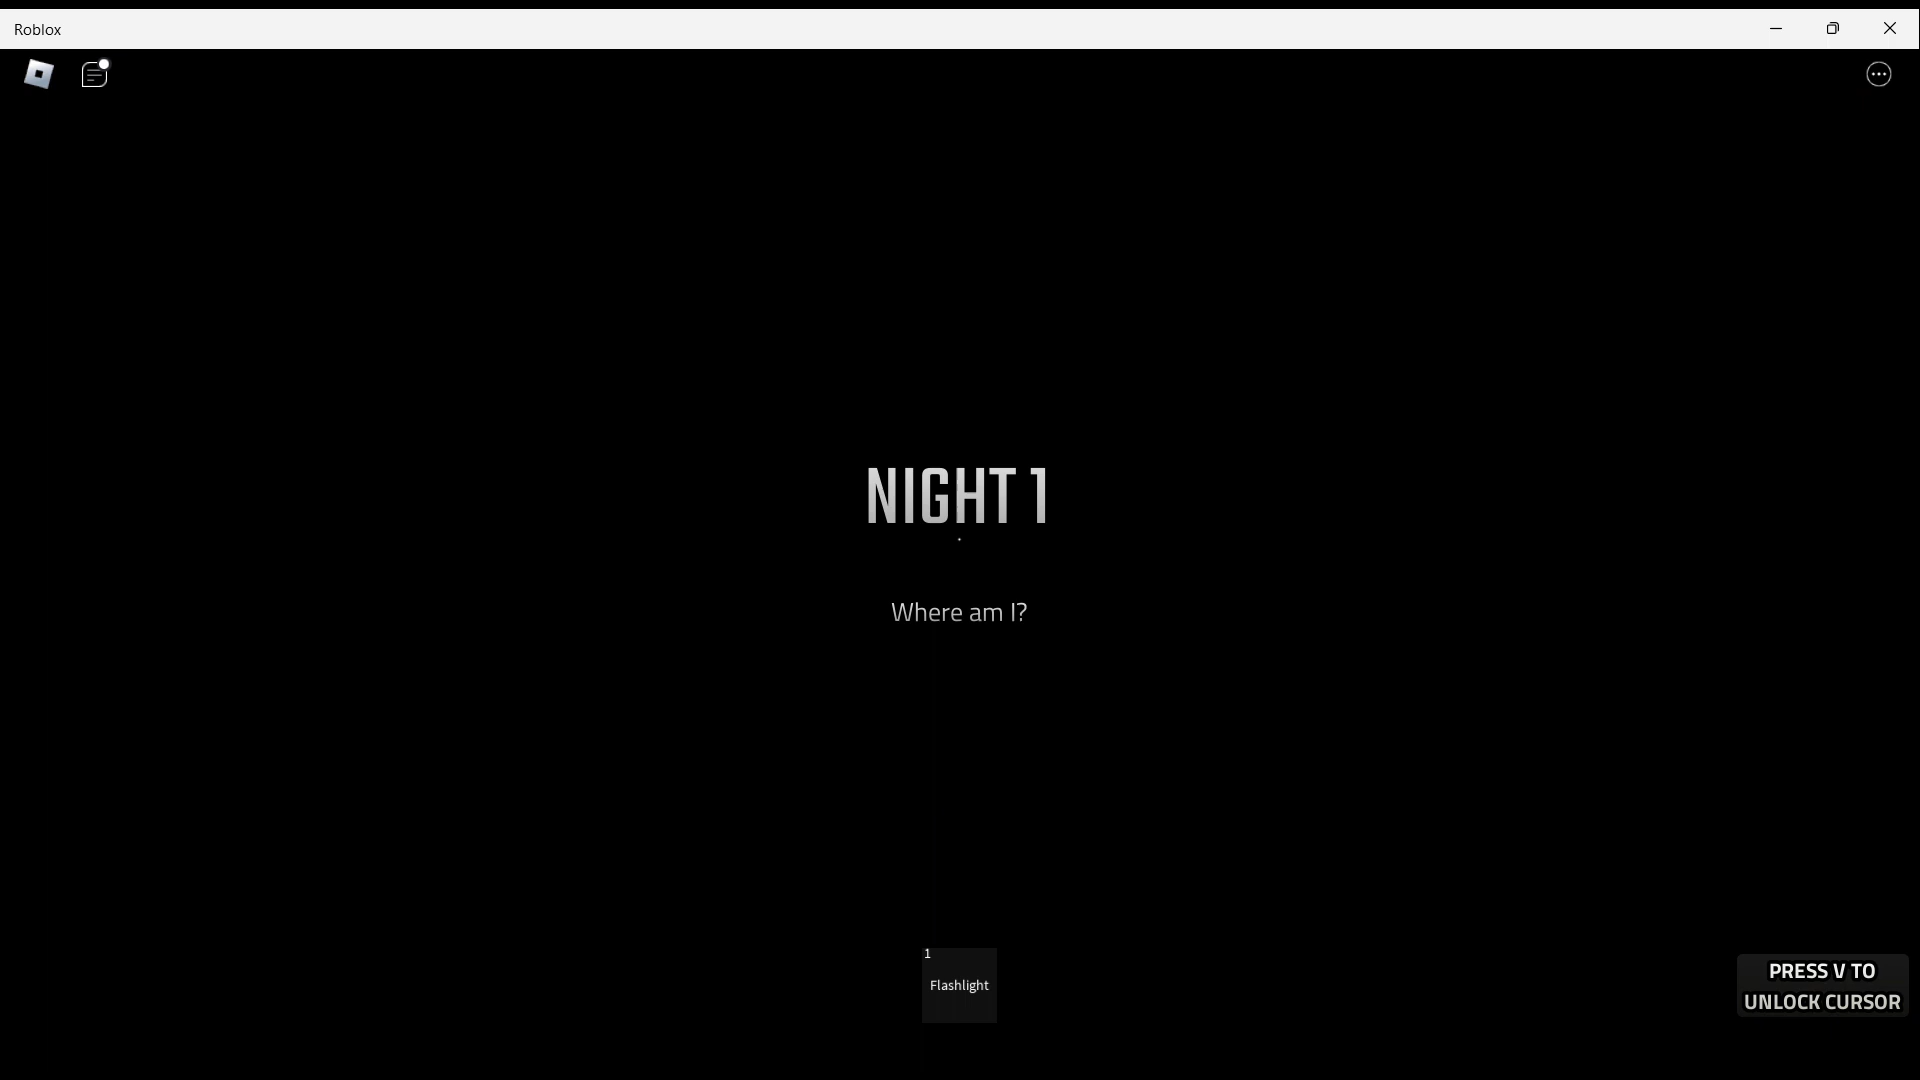 Roblox
NIGHT 1
Where am I?
1
Flashlight
PRESS V TO
UNLOCK CURSOR